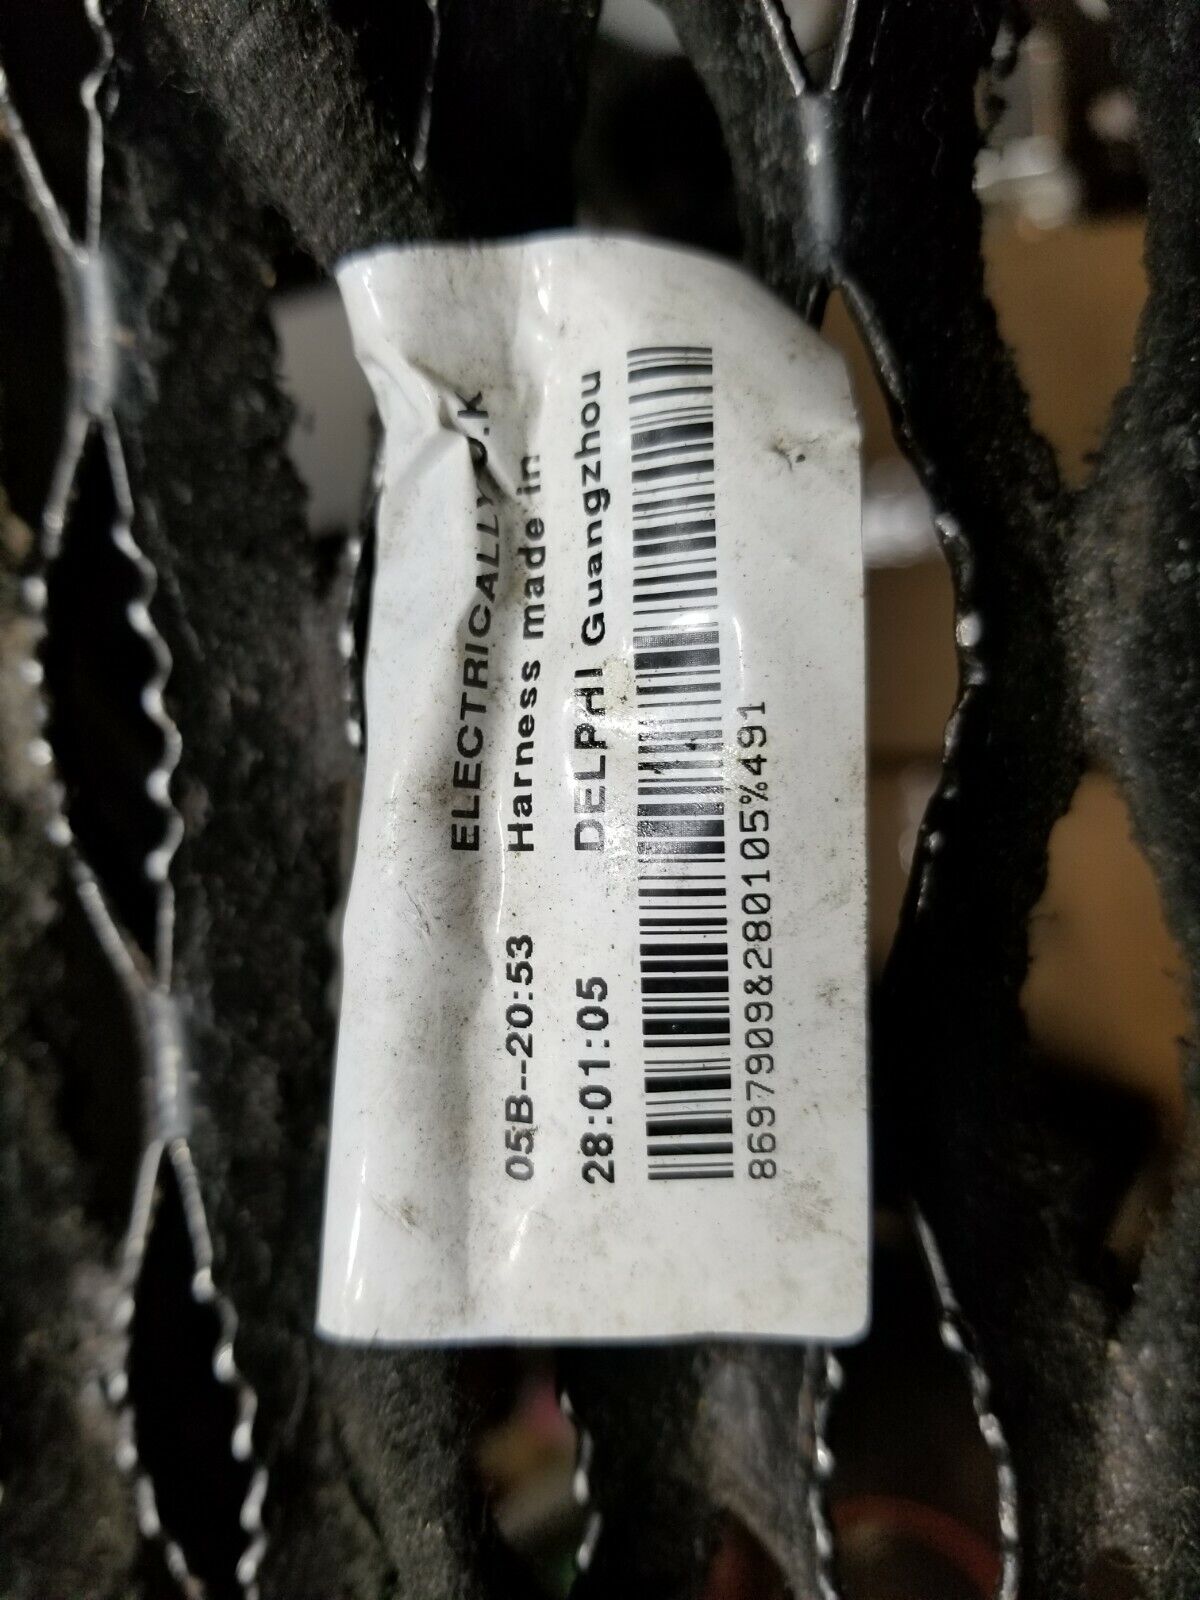 ELECTRICALLY O.K
05B--20:53 Harness made in
28:01:05 DELPHI Guangzhou
8697909&280105%491